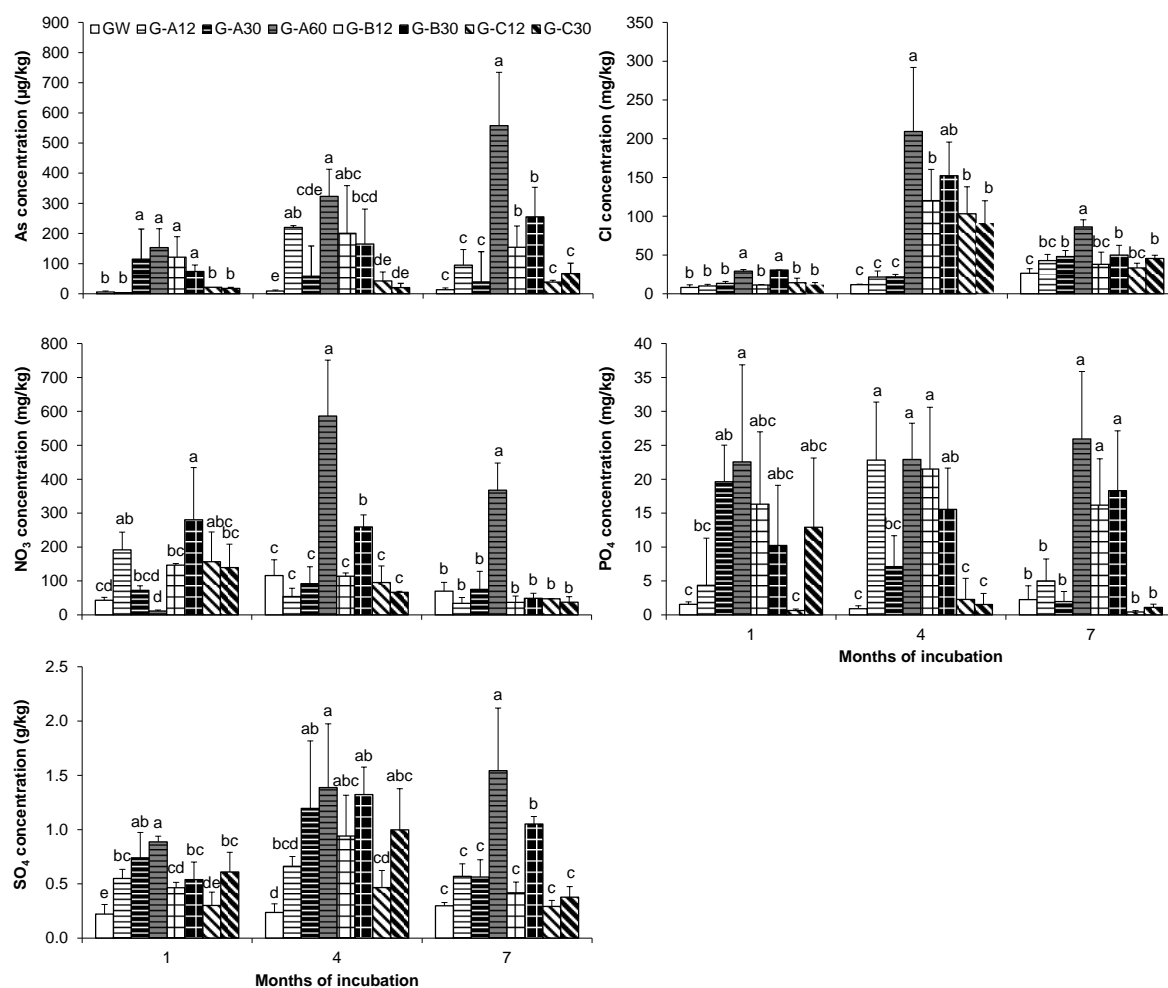 GW G-A12 G-A30 G-A60 G-B12 G-B30 G-C12 G-C30
As concentration (µg/kg)
900
800
700
600
500
400
300
200
100
0
b b a a a a b b
e ab cde a abc bcd de de
c c c a b b c c
Cl concentration (mg/kg)
350
300
250
200
150
100
50
0
b b b a b a b b
c c c a b ab b b
c bc b a bc b bc b
NO3 concentration (mg/kg)
800
700
600
500
400
300
200
100
0
cd ab bcd d bc a abc bc
c c c a c b c c
b b b a b b b b
PO4 concentration (mg/kg)
40
35
30
25
20
15
10
5
0
c bc ab a abc abc c abc
c a bc a a ab c c
b b b a a a b b
1 4 7
Months of incubation
SO4 concentration (g/kg)
2.5
2.0
1.5
1.0
0.5
0.0
e bc ab a cd bc de bc
d bcd ab a abc ab cd abc
c c c a c b c c
1 4 7
Months of incubation